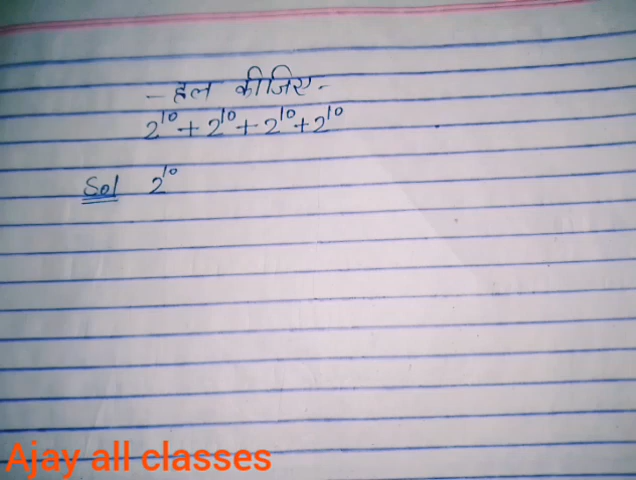 - हल कीजिए -
2¹⁰ + 2¹⁰ + 2¹⁰ + 2¹⁰
Sol 2¹⁰
Ajay all classes